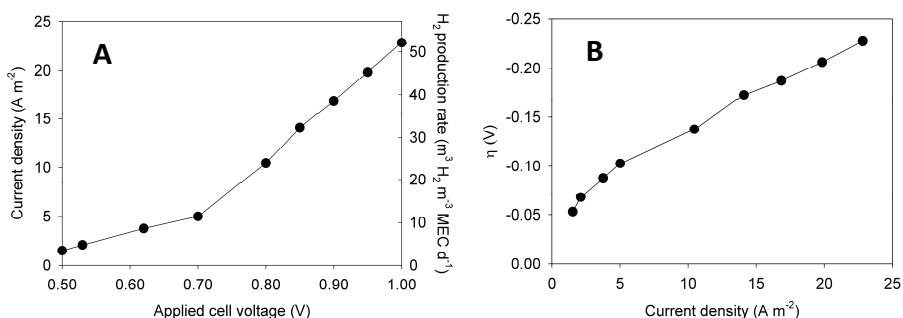 A
Current density (A m⁻²)
25
20
15
10
5
0
0.50 0.60 0.70 0.80 0.90 1.00
Applied cell voltage (V)
50
40
30
20
10
0
H₂ production rate (m³ H₂ m⁻³ MEC d⁻¹)
B
η (V)
-0.25
-0.20
-0.15
-0.10
-0.05
0.00
0 5 10 15 20 25
Current density (A m⁻²)